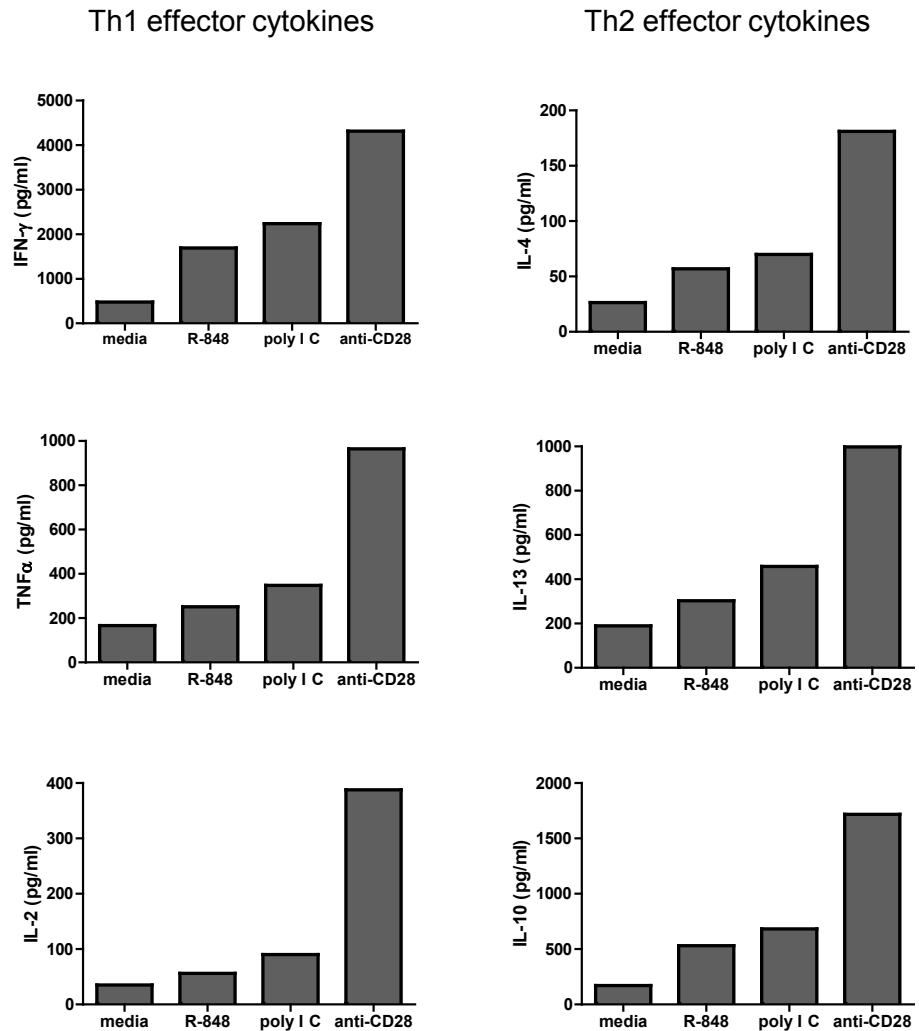 Th1 effector cytokines
Th2 effector cytokines
IFN-γ (pg/ml)
5000
4000
3000
2000
1000
0
media R-848 poly I C anti-CD28
IL-4 (pg/ml)
200
150
100
50
0
media R-848 poly I C anti-CD28
TNFα (pg/ml)
1000
800
600
400
200
0
media R-848 poly I C anti-CD28
IL-13 (pg/ml)
1000
800
600
400
200
0
media R-848 poly I C anti-CD28
IL-2 (pg/ml)
400
300
200
100
0
media R-848 poly I C anti-CD28
IL-10 (pg/ml)
2000
1500
1000
500
0
media R-848 poly I C anti-CD28